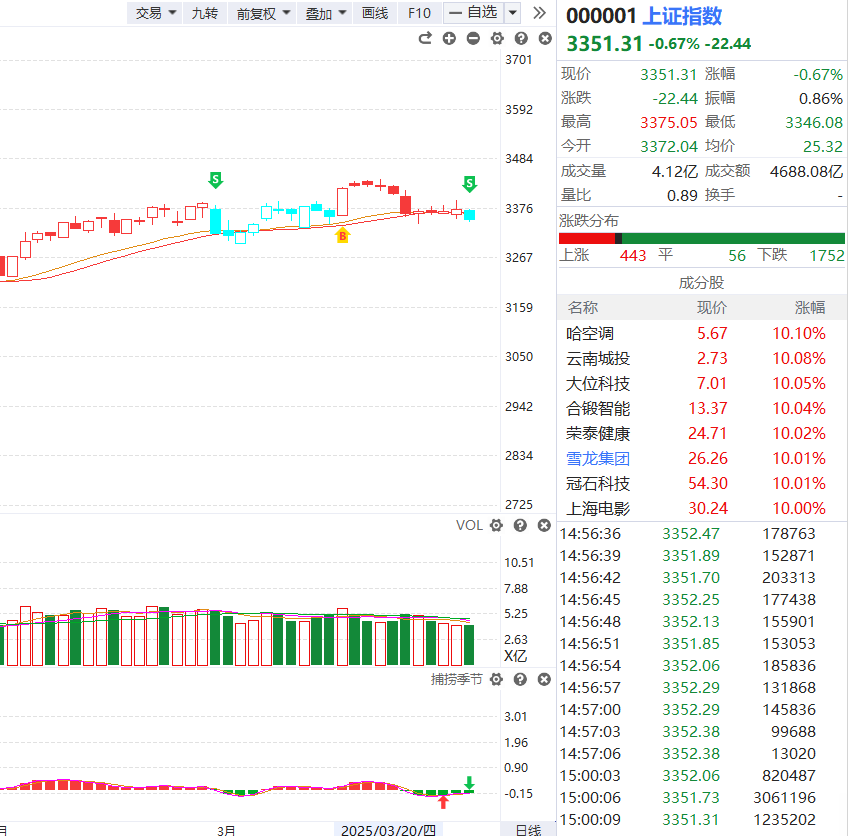 交易 九转 前复权 叠加 画线 F10 一 自选
000001 上证指数
3351.31 -0.67% -22.44
现价 3351.31 涨幅 -0.67%
涨跌 -22.44 振幅 0.86%
最高 3375.05 最低 3346.08
今开 3372.04 均价 25.32
成交量 4.12亿 成交额 4688.08亿
量比 0.89 换手 -
涨跌分布
上涨 443 平 56 下跌 1752
成分股
名称 现价 涨幅
哈空调 5.67 10.10%
云南城投 2.73 10.08%
大位科技 7.01 10.05%
合锻智能 13.37 10.04%
荣泰健康 24.71 10.02%
雪龙集团 26.26 10.01%
冠石科技 54.30 10.01%
上海电影 30.24 10.00%
14:56:36 3352.47 178763
14:56:39 3351.89 152871
14:56:42 3351.70 203313
14:56:45 3352.25 177438
14:56:48 3352.13 155901
14:56:51 3351.85 153053
14:56:54 3352.06 185836
14:56:57 3352.29 131868
14:57:00 3352.29 145836
14:57:03 3352.38 99688
14:57:06 3352.38 13020
15:00:03 3352.06 820487
15:00:06 3351.73 3061196
15:00:09 3351.31 1235202
3701
3592
3484
S
S
3376
B
3267
3159
3050
2942
2834
2725
VOL
10.51
7.88
5.25
2.63
X亿
捕捞季节
3.01
1.96
0.90
-0.15
月 3月 2025/03/20/四 日线